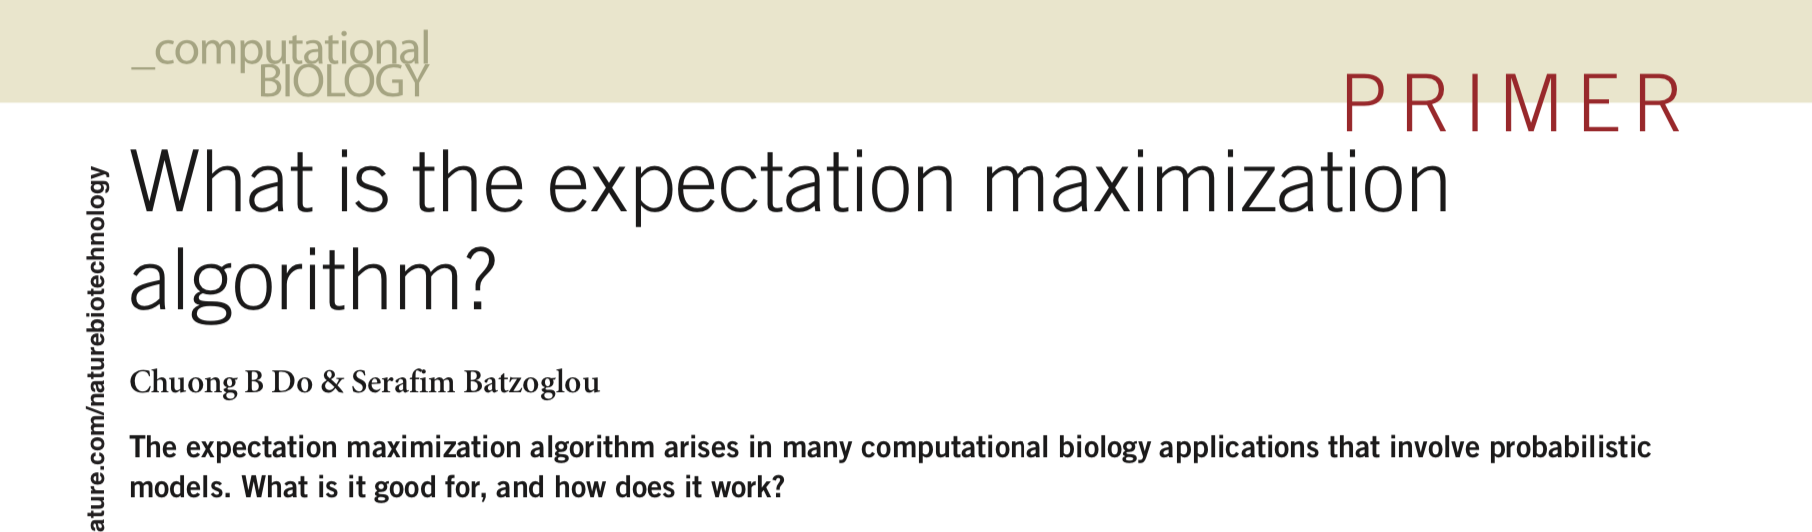 _computational
BIOLOGY
PRIMER
What is the expectation maximization
algorithm?
Chuong B Do & Serafim Batzoglou
The expectation maximization algorithm arises in many computational biology applications that involve probabilistic
models. What is it good for, and how does it work?
ature.com/naturebiotechnology